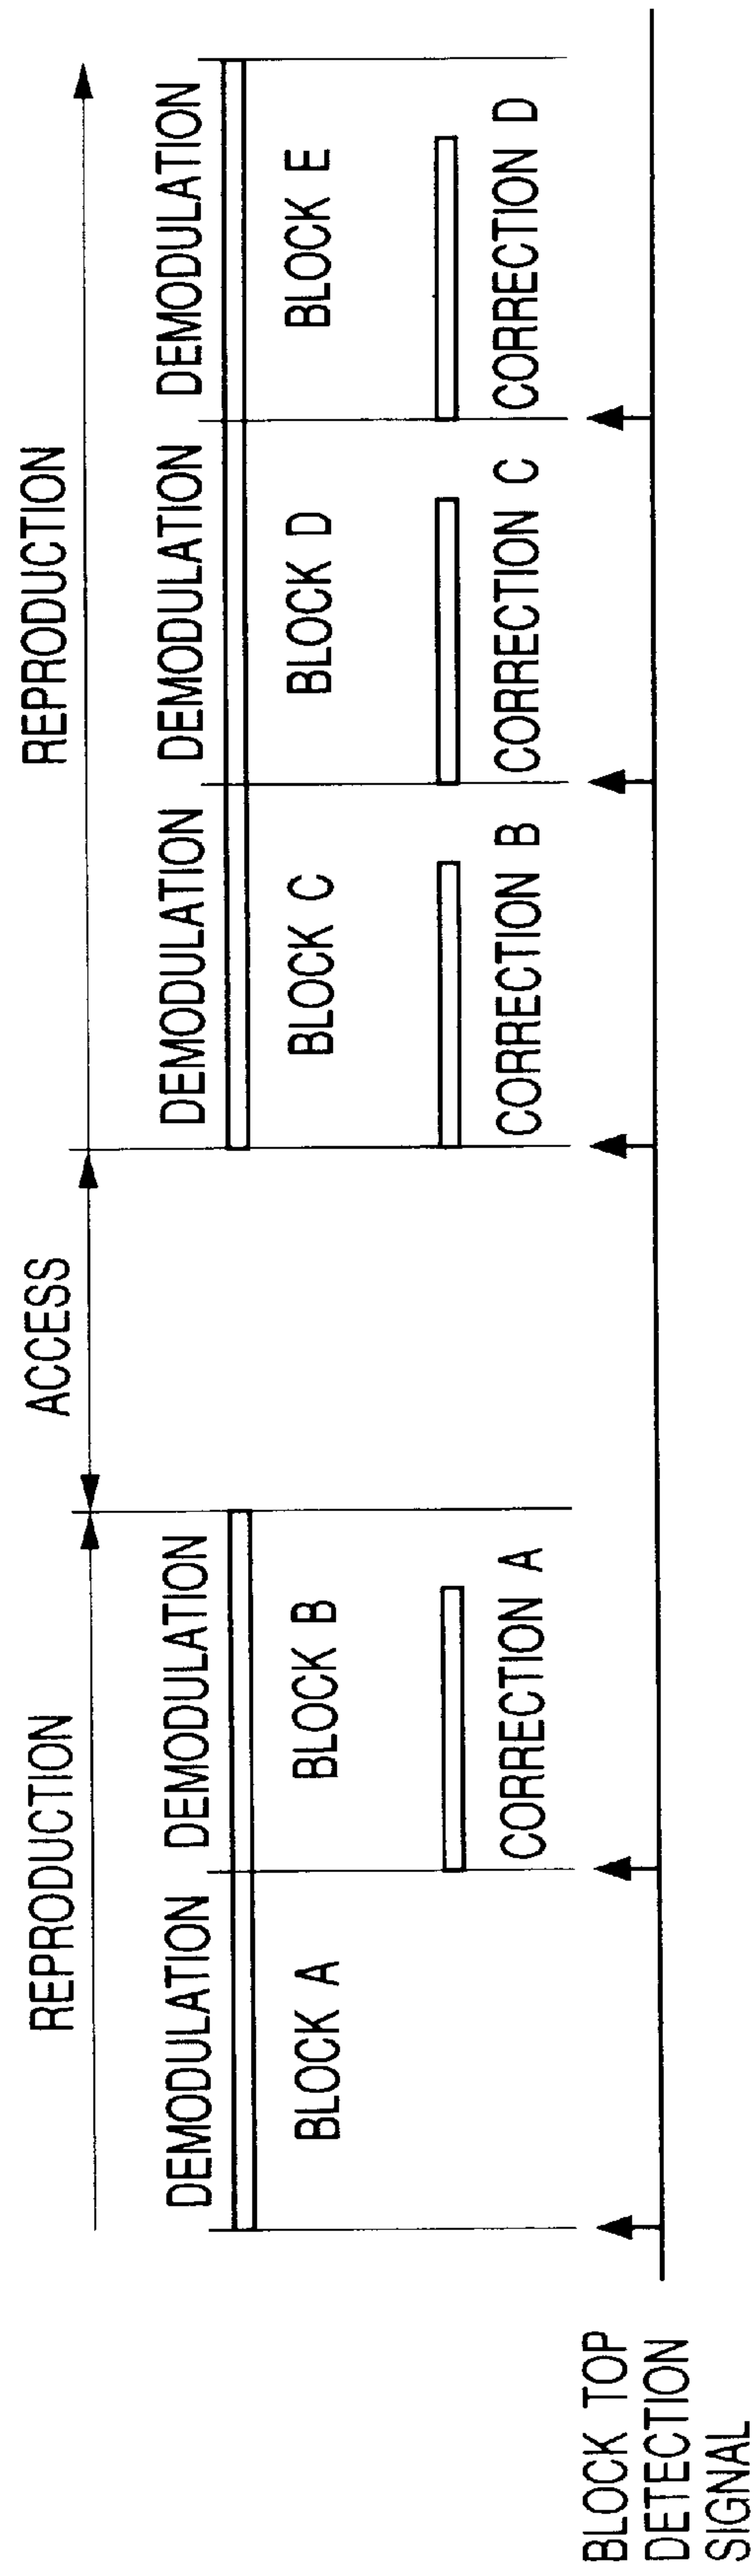 REPRODUCTION
ACCESS
REPRODUCTION
DEMODULATION
DEMODULATION
DEMODULATION
DEMODULATION
DEMODULATION
BLOCK A
BLOCK B
BLOCK C
BLOCK D
BLOCK E
CORRECTION A
CORRECTION B
CORRECTION C
CORRECTION D
BLOCK TOP
DETECTION
SIGNAL